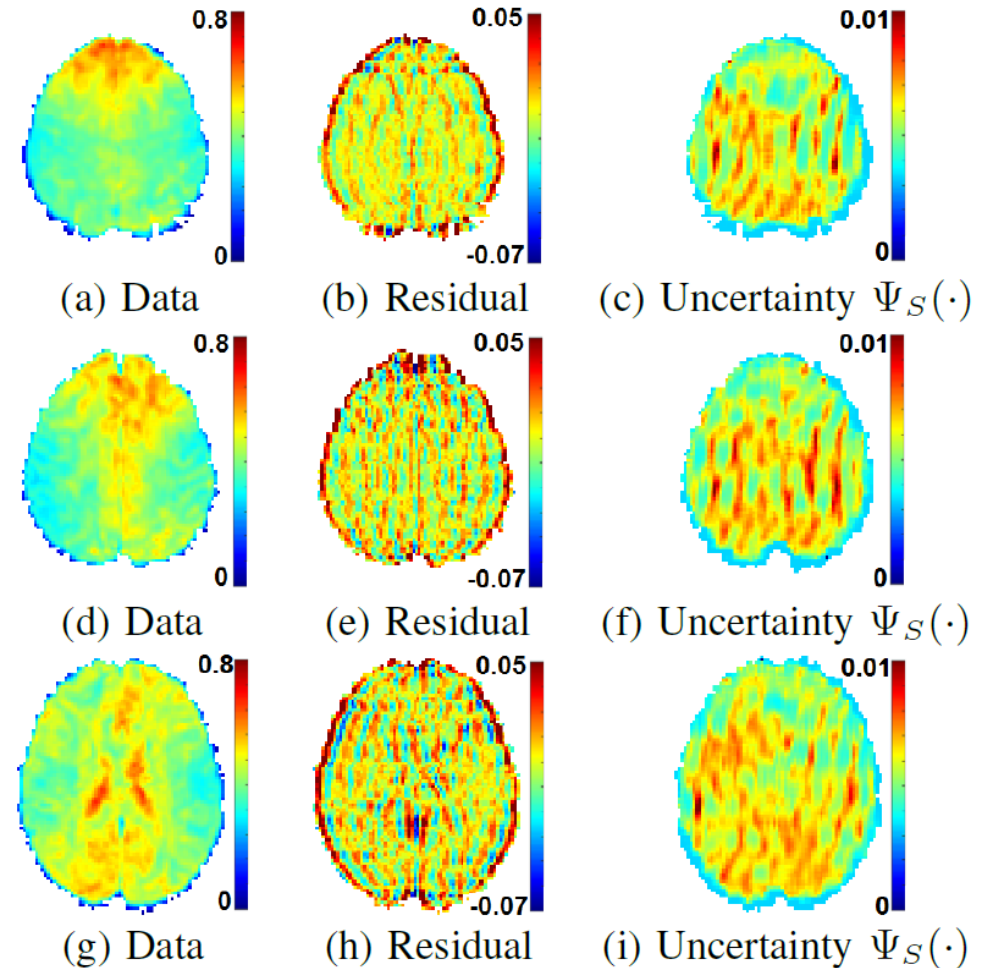 0.8 0.05 0.01
0 -0.07 0
(a) Data (b) Residual (c) Uncertainty Ψ_S(·)
0.8 0.05 0.01
0 -0.07 0
(d) Data (e) Residual (f) Uncertainty Ψ_S(·)
0.8 0.05 0.01
0 -0.07 0
(g) Data (h) Residual (i) Uncertainty Ψ_S(·)